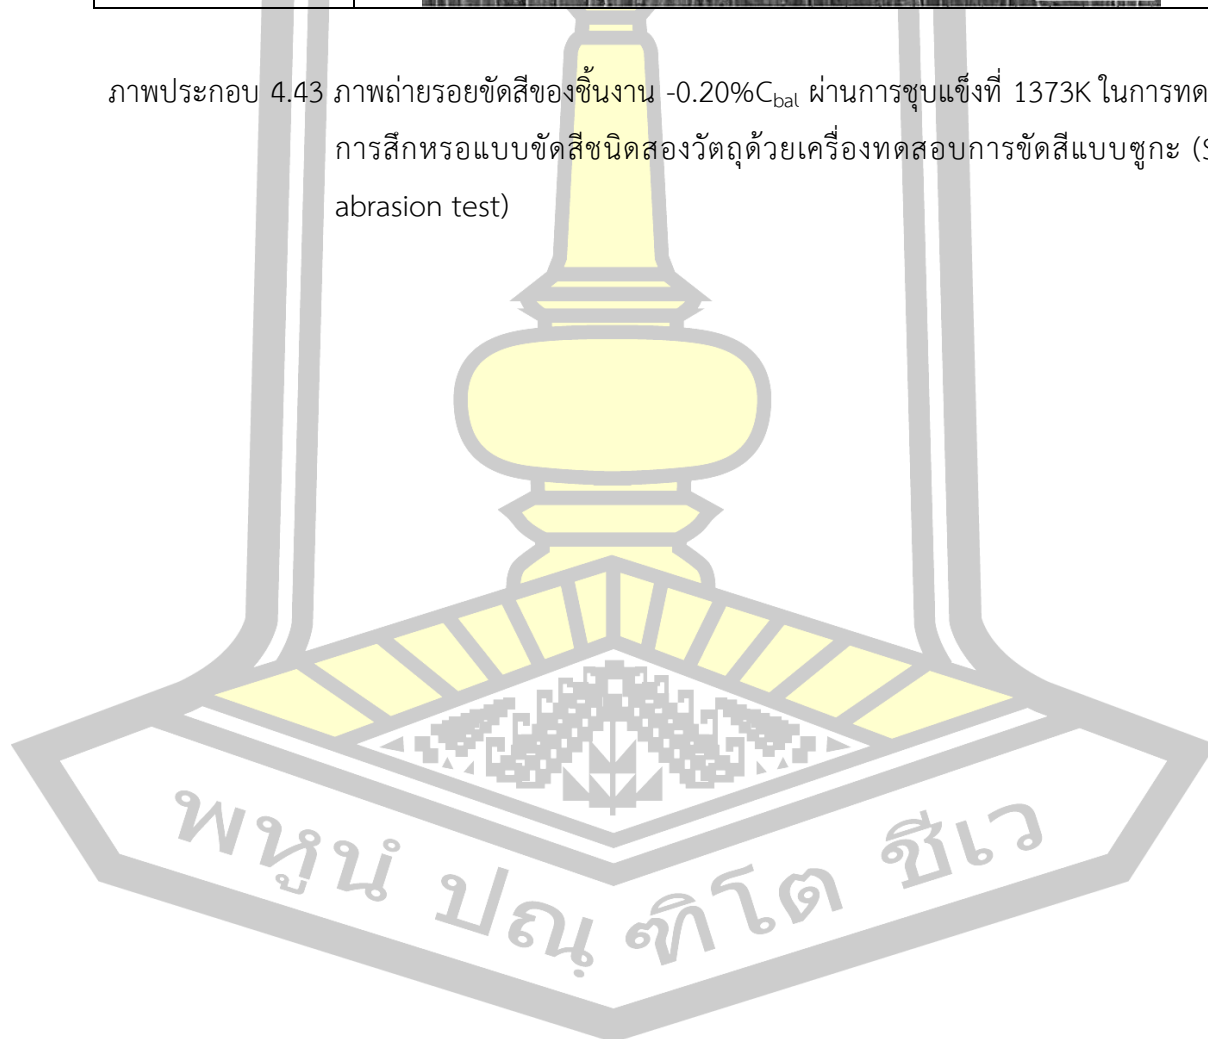 ภาพประกอบ 4.43 ภาพถ่ายรอยขัดสีของชิ้นงาน -0.20%C_bal ผ่านการชุบแข็งที่ 1373K ในการทด
การสึกหรอแบบขัดสีชนิดสองวัตถุด้วยเครื่องทดสอบการขัดสีแบบซูกะ (S
abrasion test)
พหูนํ ปณฺฑิโต ชีเว